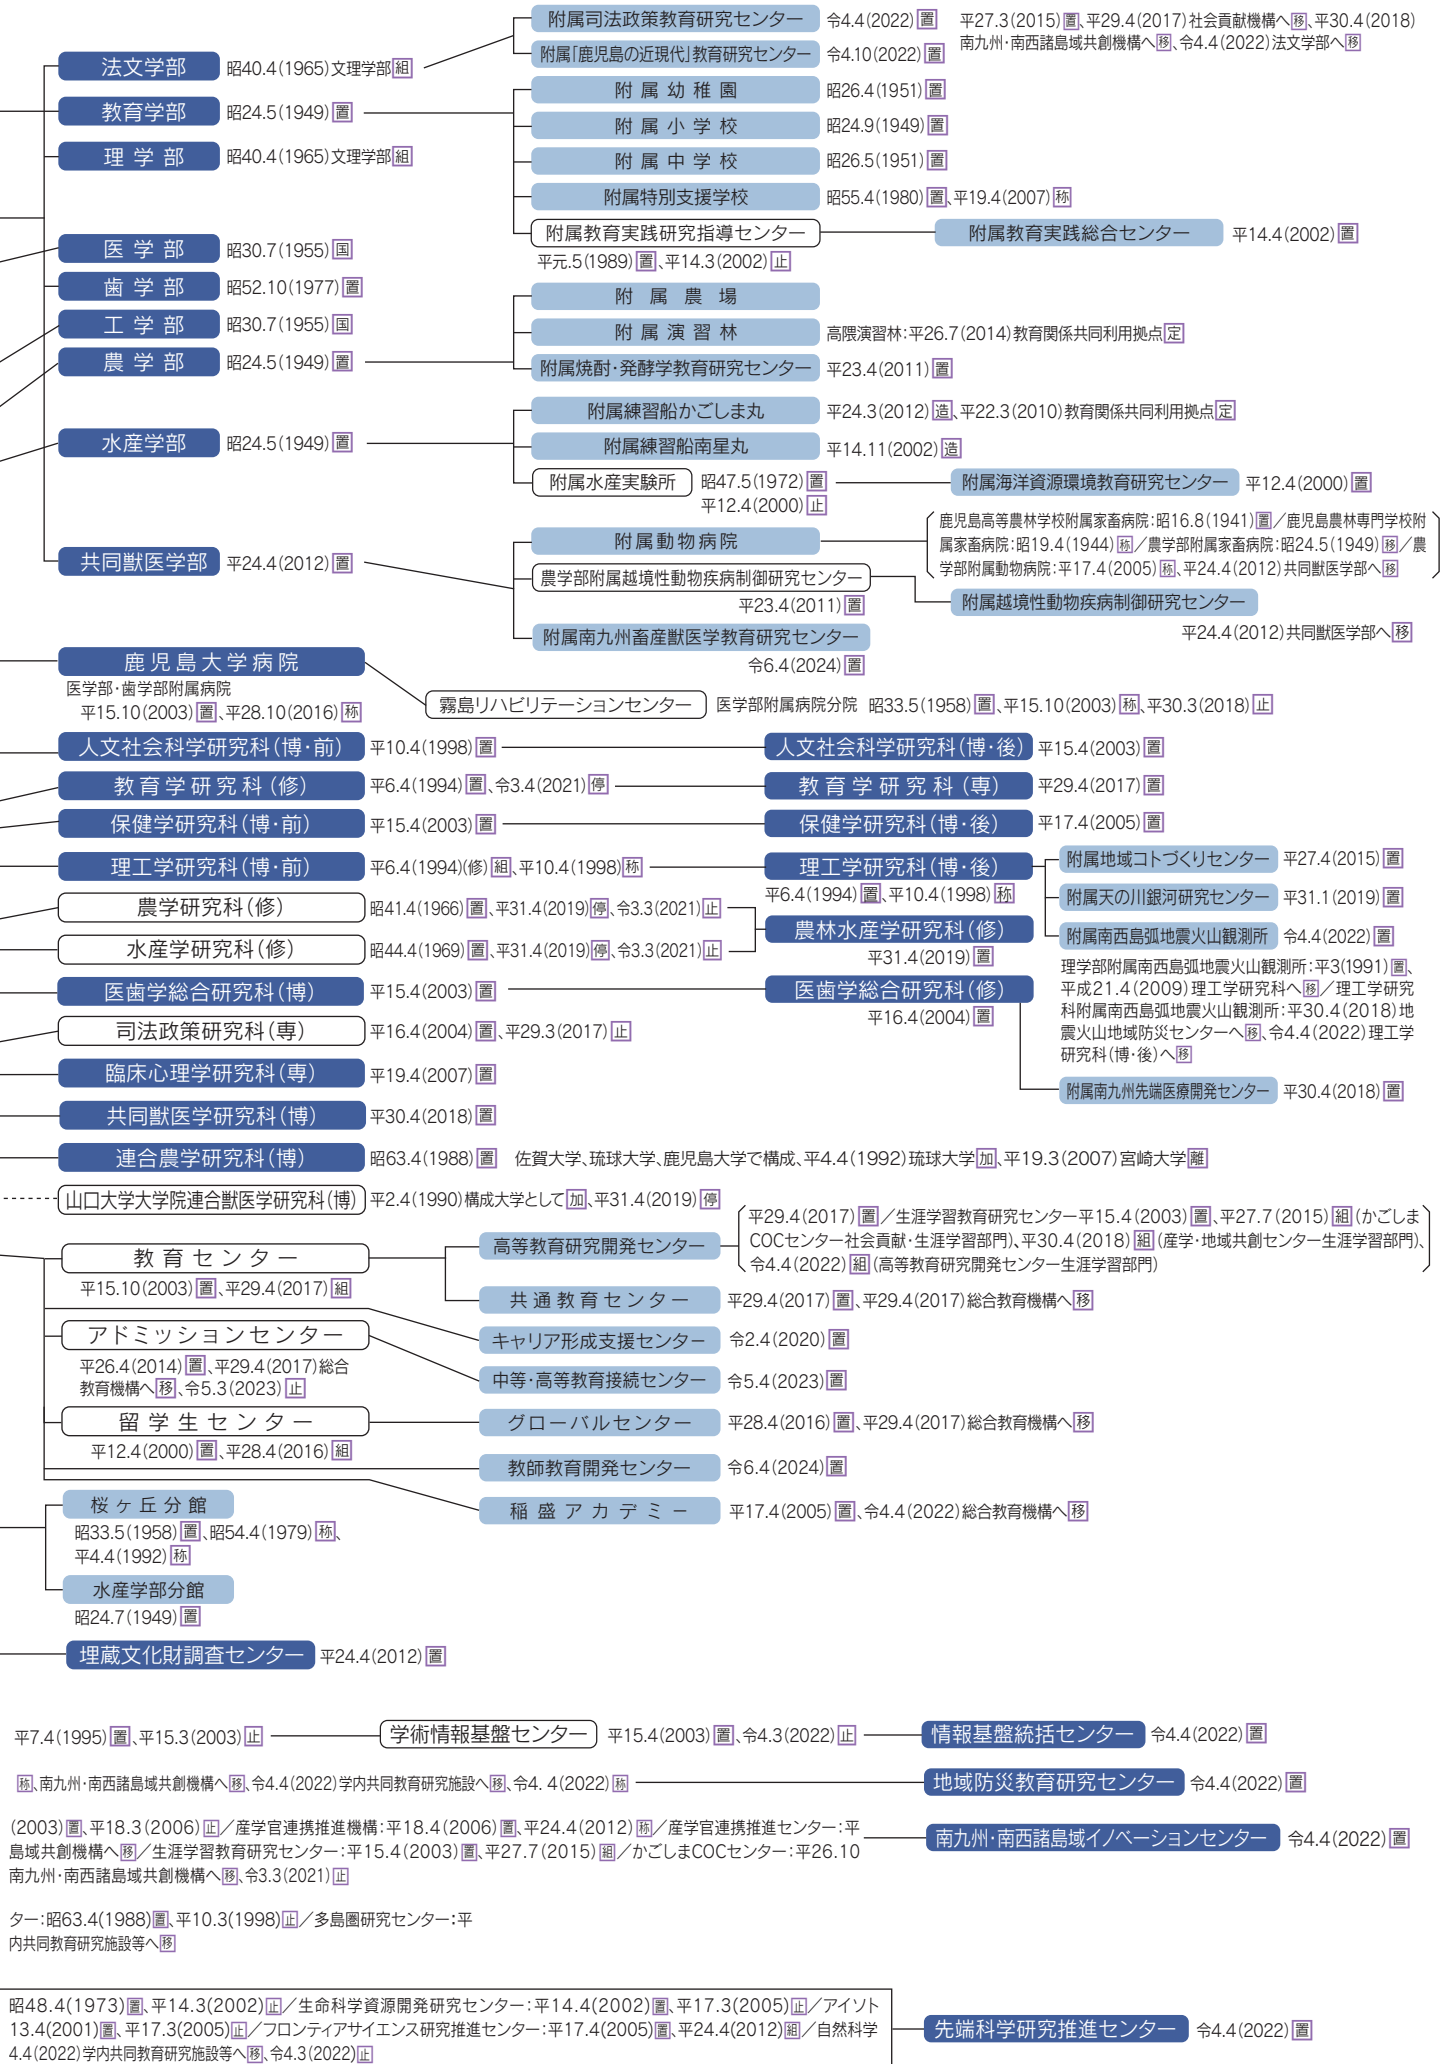 附属司法政策教育研究センター 令4.4(2022)置 平27.3(2015)置、平29.4(2017)社会貢献機構へ移、平30.4(2018)
南九州・南西諸島域共創機構へ移、令4.4(2022)法文学部へ移
附属「鹿児島の近現代」教育研究センター 令4.10(2022)置
法文学部 昭40.4(1965)文理学部組
附属幼稚園 昭26.4(1951)置
教育学部 昭24.5(1949)置
附属小学校 昭24.9(1949)置
理学部 昭40.4(1965)文理学部組
附属中学校 昭26.5(1951)置
附属特別支援学校 昭55.4(1980)置、平19.4(2007)称
附属教育実践研究指導センター 附属教育実践総合センター 平14.4(2002)置
平元.5(1989)置、平14.3(2002)止
医学部 昭30.7(1955)国
歯学部 昭52.10(1977)置
附属農場
工学部 昭30.7(1955)国
附属演習林 高隈演習林：平26.7(2014)教育関係共同利用拠点定
農学部 昭24.5(1949)置
附属焼酎・発酵学教育研究センター 平23.4(2011)置
附属練習船かごしま丸 平24.3(2012)造、平22.3(2010)教育関係共同利用拠点定
水産学部 昭24.5(1949)置
附属練習船南星丸 平14.11(2002)造
附属水産実験所 昭47.5(1972)置 附属海洋資源環境教育研究センター 平12.4(2000)置
平12.4(2000)止
鹿児島高等農林学校附属家畜病院：昭16.8(1941)置／鹿児島農林専門学校附
属家畜病院：昭19.4(1944)称／農学部附属家畜病院：昭24.5(1949)移／農
学部附属動物病院：平17.4(2005)称、平24.4(2012)共同獣医学部へ移
附属動物病院
共同獣医学部 平24.4(2012)置
農学部附属越境性動物疾病制御研究センター
平23.4(2011)置
附属越境性動物疾病制御研究センター
平24.4(2012)共同獣医学部へ移
附属南九州畜産獣医学教育研究センター
令6.4(2024)置
鹿児島大学病院
医学部・歯学部附属病院
平15.10(2003)置、平28.10(2016)称
霧島リハビリテーションセンター 医学部附属病院分院 昭33.5(1958)置、平15.10(2003)称、平30.3(2018)止
人文社会科学研究科(博・前) 平10.4(1998)置 人文社会科学研究科(博・後) 平15.4(2003)置
教育学研究科(修) 平6.4(1994)置、令3.4(2021)停 教育学研究科(専) 平29.4(2017)置
保健学研究科(博・前) 平15.4(2003)置 保健学研究科(博・後) 平17.4(2005)置
理工学研究科(博・前) 平6.4(1994)(修)組、平10.4(1998)称 理工学研究科(博・後)
平6.4(1994)置、平10.4(1998)称
附属地域コトづくりセンター 平27.4(2015)置
附属天の川銀河研究センター 平31.1(2019)置
附属南西島弧地震火山観測所 令4.4(2022)置
理学部附属南西島弧地震火山観測所：平3(1991)置、
平成21.4(2009)理工学研究科へ移／理工学研究
科附属南西島弧地震火山観測所：平30.4(2018)地
震火山地域防災センターへ移、令4.4(2022)理工学
研究科(博・後)へ移
農学研究科(修) 昭41.4(1966)置、平31.4(2019)停、令3.3(2021)止
農林水産学研究科(修)
平31.4(2019)置
水産学研究科(修) 昭44.4(1969)置、平31.4(2019)停、令3.3(2021)止
医歯学総合研究科(博) 平15.4(2003)置 医歯学総合研究科(修)
平16.4(2004)置
司法政策研究科(専) 平16.4(2004)置、平29.3(2017)止
臨床心理学研究科(専) 平19.4(2007)置
附属南九州先端医療開発センター 平30.4(2018)置
共同獣医学研究科(博) 平30.4(2018)置
連合農学研究科(博) 昭63.4(1988)置 佐賀大学、琉球大学、鹿児島大学で構成、平4.4(1992)琉球大学加、平19.3(2007)宮崎大学離
山口大学大学院連合獣医学研究科(博) 平2.4(1990)構成大学として加、平31.4(2019)停
平29.4(2017)置／生涯学習教育研究センター平15.4(2003)置、平27.7(2015)組(かごしま
COCセンター社会貢献・生涯学習部門)、平30.4(2018)組(産学・地域共創センター生涯学習部門)、
令4.4(2022)組(高等教育研究開発センター生涯学習部門)
教育センター 高等教育研究開発センター
平15.10(2003)置、平29.4(2017)組
共通教育センター 平29.4(2017)置、平29.4(2017)総合教育機構へ移
アドミッションセンター キャリア形成支援センター 令2.4(2020)置
平26.4(2014)置、平29.4(2017)総合
教育機構へ移、令5.3(2023)止
中等・高等教育接続センター 令5.4(2023)置
留学生センター グローバルセンター 平28.4(2016)置、平29.4(2017)総合教育機構へ移
平12.4(2000)置、平28.4(2016)組
教師教育開発センター 令6.4(2024)置
稲盛アカデミー 平17.4(2005)置、令4.4(2022)総合教育機構へ移
桜ヶ丘分館
昭33.5(1958)置、昭54.4(1979)称、
平4.4(1992)称
水産学部分館
昭24.7(1949)置
埋蔵文化財調査センター 平24.4(2012)置
平7.4(1995)置、平15.3(2003)止 学術情報基盤センター 平15.4(2003)置、令4.3(2022)止 情報基盤統括センター 令4.4(2022)置
称、南九州・南西諸島域共創機構へ移、令4.4(2022)学内共同教育研究施設へ移、令4.4(2022)称 地域防災教育研究センター 令4.4(2022)置
(2003)置、平18.3(2006)止／産学官連携推進機構：平18.4(2006)置、平24.4(2012)称／産学官連携推進センター：平
島域共創機構へ移／生涯学習教育研究センター：平15.4(2003)置、平27.7(2015)組／かごしまCOCセンター：平26.10
南九州・南西諸島域共創機構へ移、令3.3(2021)止
南九州・南西諸島域イノベーションセンター 令4.4(2022)置
ター：昭63.4(1988)置、平10.3(1998)止／多島圏研究センター：平
内共同教育研究施設等へ移
昭48.4(1973)置、平14.3(2002)止／生命科学資源開発研究センター：平14.4(2002)置、平17.3(2005)止／アイソト
13.4(2001)置、平17.3(2005)止／フロンティアサイエンス研究推進センター：平17.4(2005)置、平24.4(2012)組／自然科学
4.4(2022)学内共同教育研究施設等へ移、令4.3(2022)止
先端科学研究推進センター 令4.4(2022)置